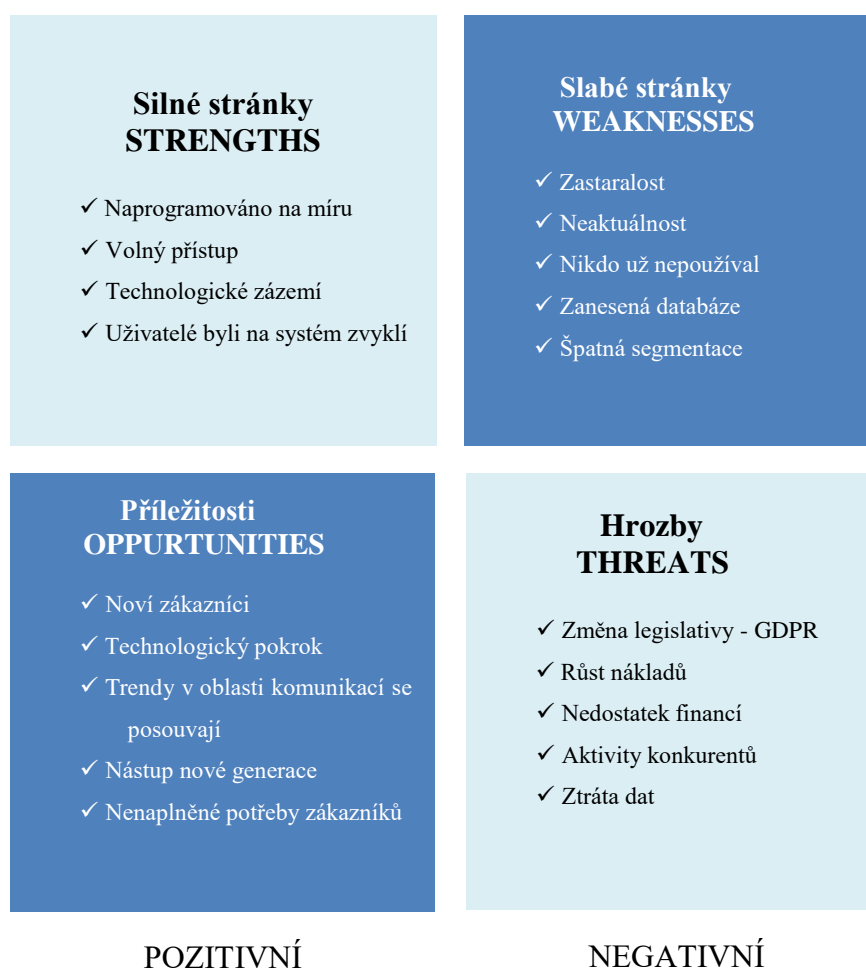 Silné stránky
STRENGTHS
✓ Naprogramováno na míru
✓ Volný přístup
✓ Technologické zázemí
✓ Uživatelé byli na systém zvyklí
Slabé stránky
WEAKNESSES
✓ Zastaralost
✓ Neaktuálnost
✓ Nikdo už nepoužíval
✓ Zanesená databáze
✓ Špatná segmentace
Příležitosti
OPPURTUNITIES
✓ Noví zákazníci
✓ Technologický pokrok
✓ Trendy v oblasti komunikací se
posouvají
✓ Nástup nové generace
✓ Nenaplněné potřeby zákazníků
Hrozby
THREATS
✓ Změna legislativy - GDPR
✓ Růst nákladů
✓ Nedostatek financí
✓ Aktivity konkurentů
✓ Ztráta dat
POZITIVNÍ
NEGATIVNÍ